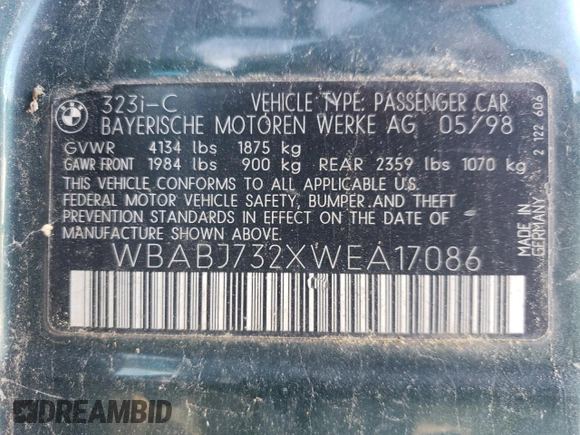 BMW
323i-C VEHICLE TYPE: PASSENGER CAR
BAYERISCHE MOTOREN WERKE AG 05/98
GVWR 4134 lbs 1875 kg
GAWR FRONT 1984 lbs 900 kg REAR 2359 lbs 1070 kg
THIS VEHICLE CONFORMS TO ALL APPLICABLE U.S.
FEDERAL MOTOR VEHICLE SAFETY, BUMPER, AND THEFT
PREVENTION STANDARDS IN EFFECT ON THE DATE OF
MANUFACTURE SHOWN ABOVE.
WBABJ732XWEA17086
MADE IN
GERMANY
2 122 606
DREAMBID